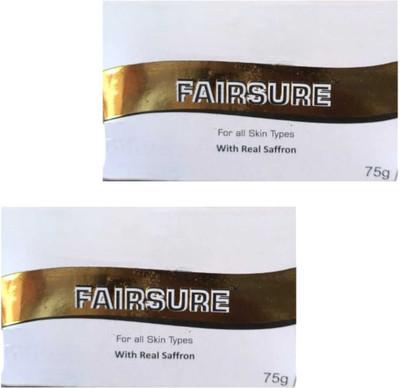 FAIRSURE
For all Skin Types
With Real Saffron
75g
FAIRSURE
For all Skin Types
With Real Saffron
75g